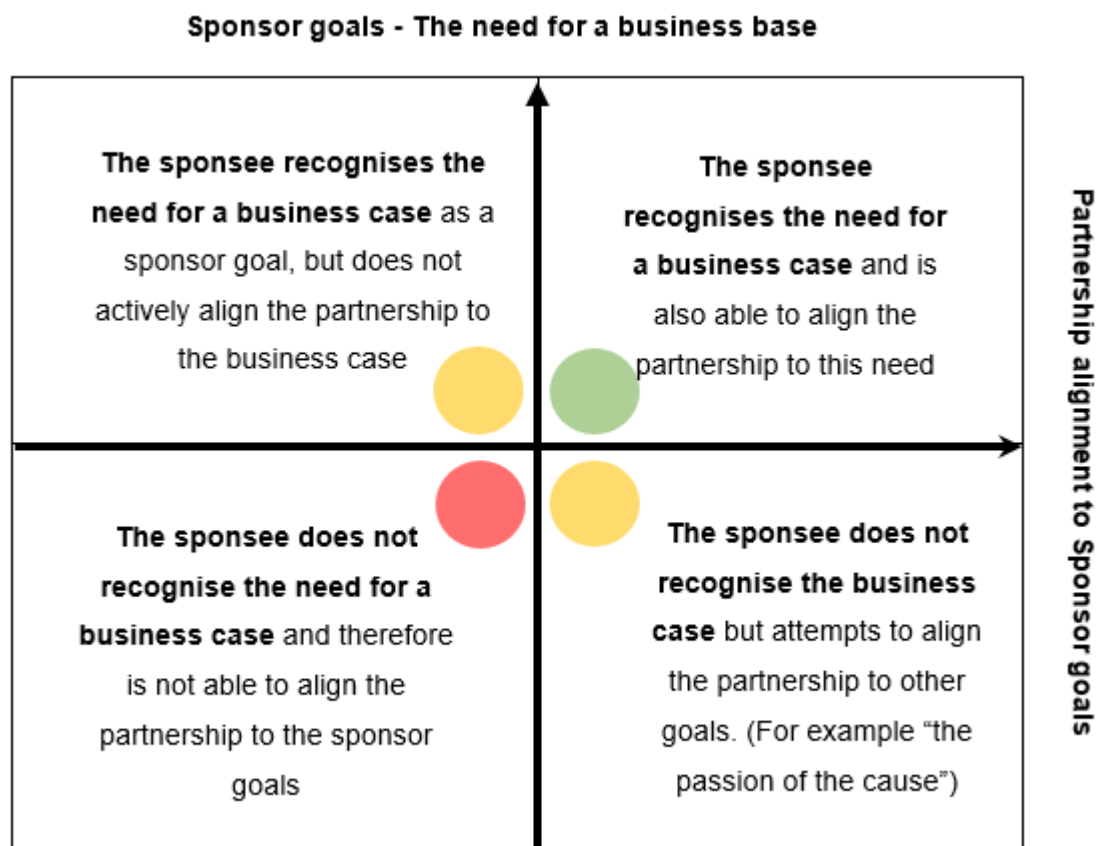 Sponsor goals - The need for a business base
The sponsee recognises the
need for a business case as a
sponsor goal, but does not
actively align the partnership to
the business case
The sponsee
recognises the need for
a business case and is
also able to align the
partnership to this need
Partnership alignment to Sponsor goals
The sponsee does not
recognise the need for a
business case and therefore
is not able to align the
partnership to the sponsor
goals
The sponsee does not
recognise the business
case but attempts to align
the partnership to other
goals. (For example “the
passion of the cause”)